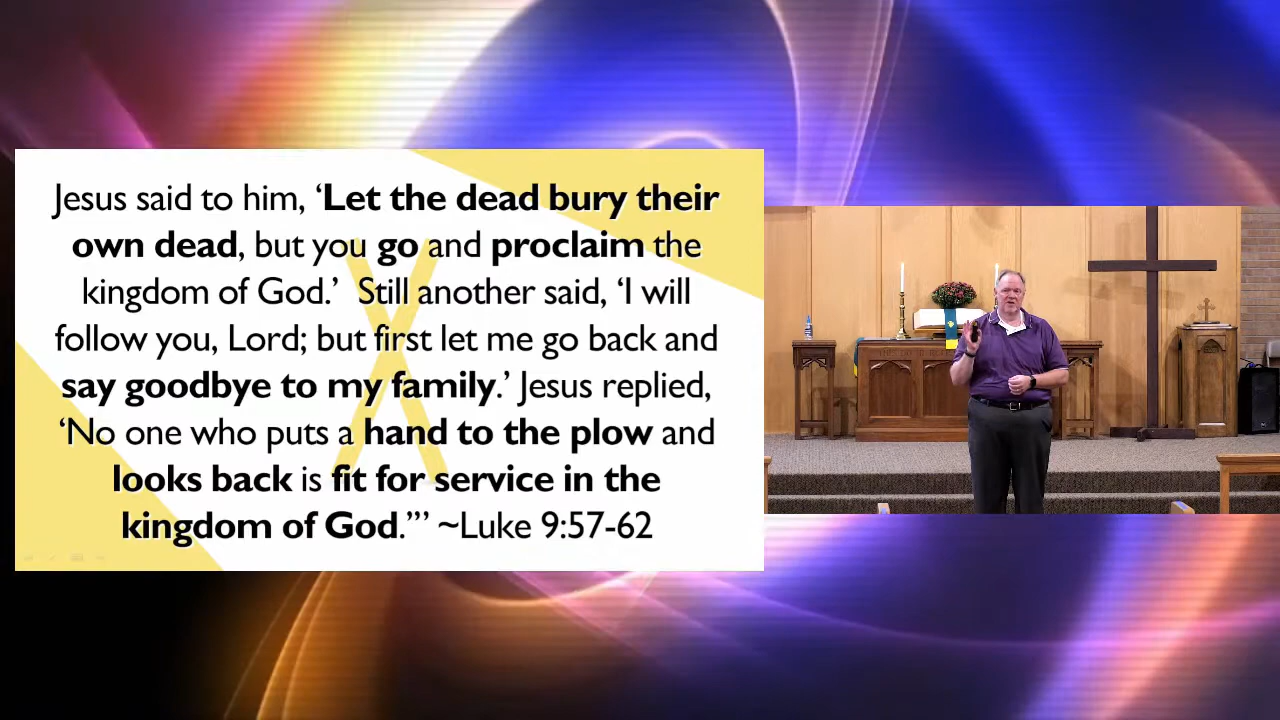 Jesus said to him, ‘Let the dead bury their
own dead, but you go and proclaim the
kingdom of God.’ Still another said, ‘I will
follow you, Lord; but first let me go back and
say goodbye to my family.’ Jesus replied,
‘No one who puts a hand to the plow and
looks back is fit for service in the
kingdom of God.’” ~Luke 9:57-62